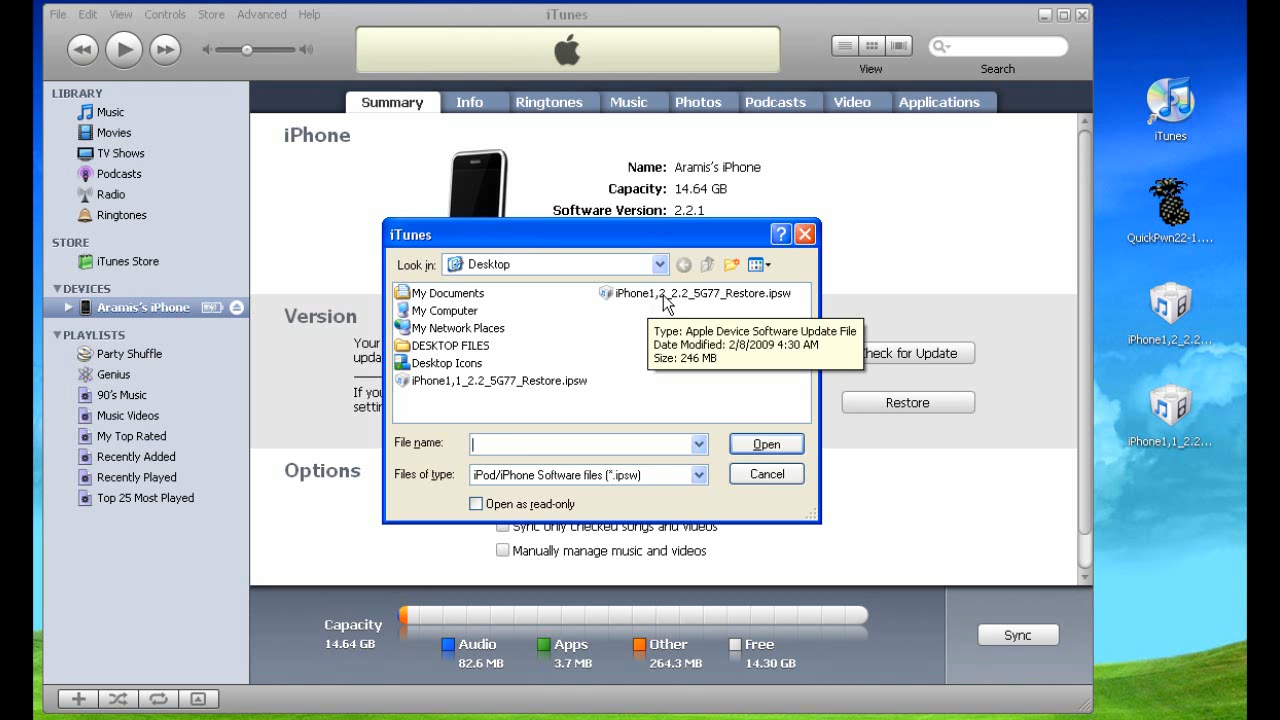 File Edit View Controls Store Advanced Help
iTunes
View
Search
LIBRARY
Music
Movies
TV Shows
Podcasts
Radio
Ringtones
STORE
iTunes Store
DEVICES
Aramis's iPhone
PLAYLISTS
Party Shuffle
Genius
90's Music
Music Videos
My Top Rated
Recently Added
Recently Played
Top 25 Most Played
Summary Info Ringtones Music Photos Podcasts Video Applications
iPhone
Name: Aramis's iPhone
Capacity: 14.64 GB
Software Version: 2.2.1
Version
Your
upda
If you
settin
Check for Update
Restore
iTunes
Look in: Desktop
My Documents
My Computer
My Network Places
DESKTOP FILES
Desktop Icons
iPhone1,1_2.2_5G77_Restore.ipsw
iPhone1,2_2.2_5G77_Restore.ipsw
Type: Apple Device Software Update File
Date Modified: 2/8/2009 4:30 AM
Size: 246 MB
File name:
Open
Files of type: iPod/iPhone Software files (*.ipsw)
Cancel
Open as read-only
Options
Sync only checked songs and videos
Manually manage music and videos
Capacity
14.64 GB
Audio
82.6 MB
Apps
3.7 MB
Other
264.3 MB
Free
14.30 GB
Sync
iTunes
QuickPwn22-1....
iPhone1,2_2.2...
iPhone1,1_2.2...